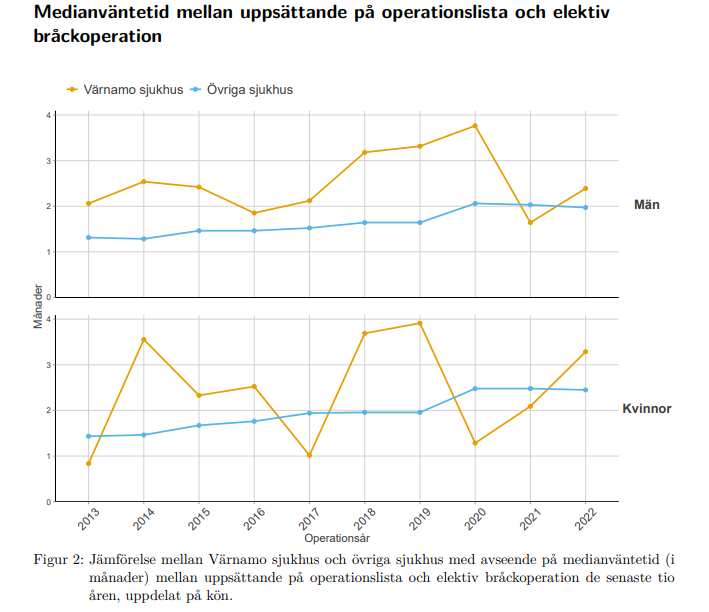 Medianväntetid mellan uppsättande på operationslista och elektiv
bråckoperation
Värnamo sjukhus Övriga sjukhus
4
3
2
1
0
Män
Månader
4
3
2
1
0
Kvinnor
2013 2014 2015 2016 2017 2018 2019 2020 2021 2022
Operationsår
Figur 2: Jämförelse mellan Värnamo sjukhus och övriga sjukhus med avseende på medianväntetid (i
månader) mellan uppsättande på operationslista och elektiv bråckoperation de senaste tio
åren, uppdelat på kön.